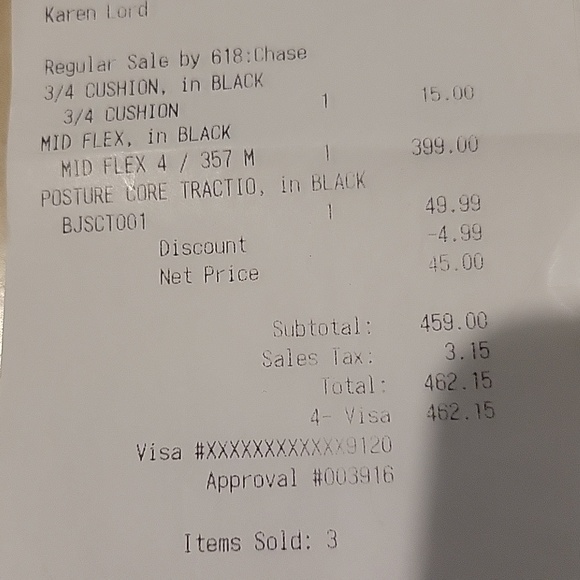 Karen Lord
Regular Sale by 618:Chase
3/4 CUSHION, in BLACK
3/4 CUSHION 1 15.00
MID FLEX, in BLACK
MID FLEX 4 / 357 M 1 399.00
POSTURE CORE TRACTIO, in BLACK
BJSCT001 1 49.99
Discount -4.99
Net Price 45.00
Subtotal: 459.00
Sales Tax: 3.15
Total: 462.15
4- Visa 462.15
Visa #XXXXXXXXXXXX9120
Approval #003916
Items Sold: 3